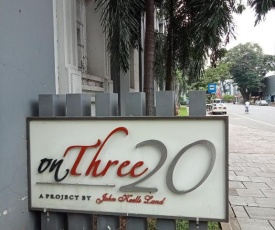 onThree20
A PROJECT BY John Keells Land